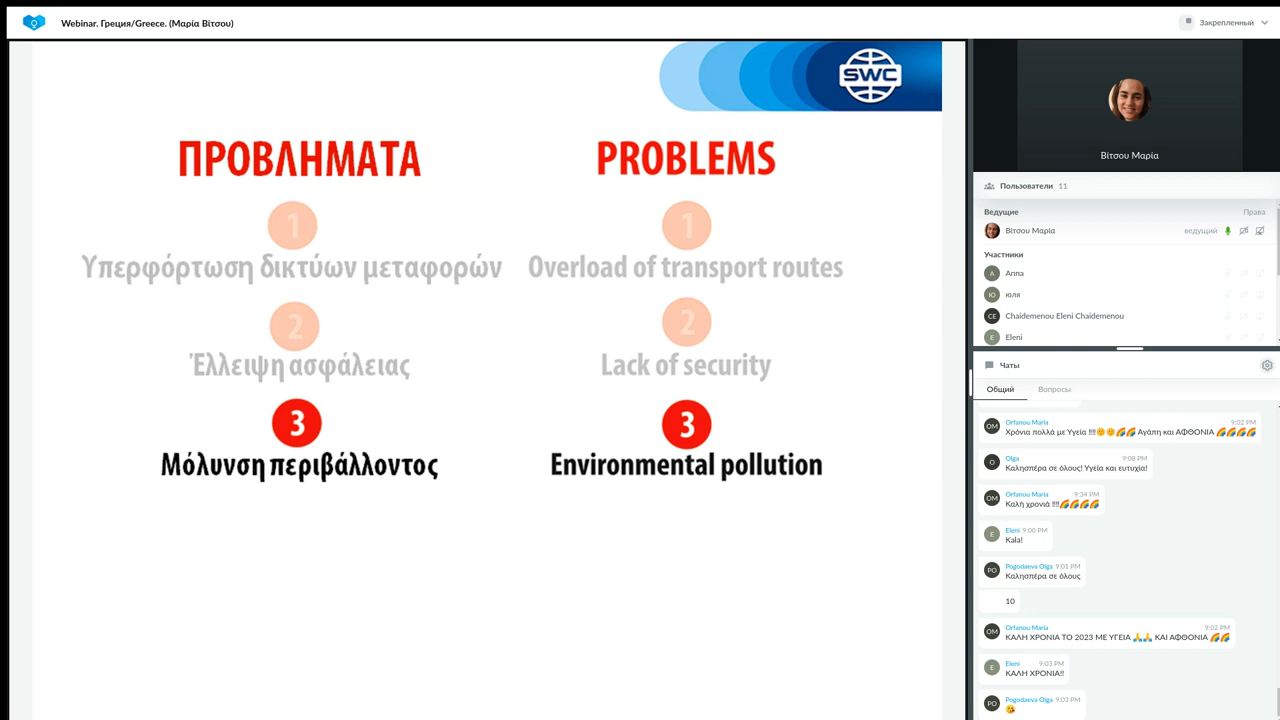 Webinar. Греция/Greece. (Μαρία Βίτσου)
Закрепленный
SWC
ΠΡΟΒΛΗΜΑΤΑ
1
Υπερφόρτωση δικτύων μεταφορών
2
Έλλειψη ασφάλειας
3
Μόλυνση περιβάλλοντος
PROBLEMS
1
Overload of transport routes
2
Lack of security
3
Environmental pollution
Βίτσου Μαρία
Пользователи 11
Ведущие Права
Βίτσου Μαρία ведущий
Участники
A Anna
Ю юля
CE Chaidemenou Eleni Chaidemenou
E Eleni
Чаты
Общий Вопросы
OM Orfanou Maria 9:02 PM
Χρόνια πολλά με Υγεία !!!!🙂🙂🌈🌈 Αγάπη και ΑΦΘΟΝΙΑ 🌈🌈🌈🌈
O Olga 9:08 PM
Καλησπέρα σε όλους! Υγεία και ευτυχία!
OM Orfanou Maria 9:34 PM
Καλή χρονιά !!!!🌈🌈🌈🌈
E Eleni 9:00 PM
Kala!
PO Pogodaeva Olga 9:01 PM
Καλησπέρα σε όλους
10
OM Orfanou Maria 9:02 PM
ΚΑΛΗ ΧΡΟΝΙΑ ΤΟ 2023 ΜΕ ΥΓΕΙΑ 🙏🙏 ΚΑΙ ΑΦΘΟΝΙΑ 🌈🌈
E Eleni 9:03 PM
ΚΑΛΗ ΧΡΟΝΙΑ!!
PO Pogodaeva Olga 9:03 PM
😘